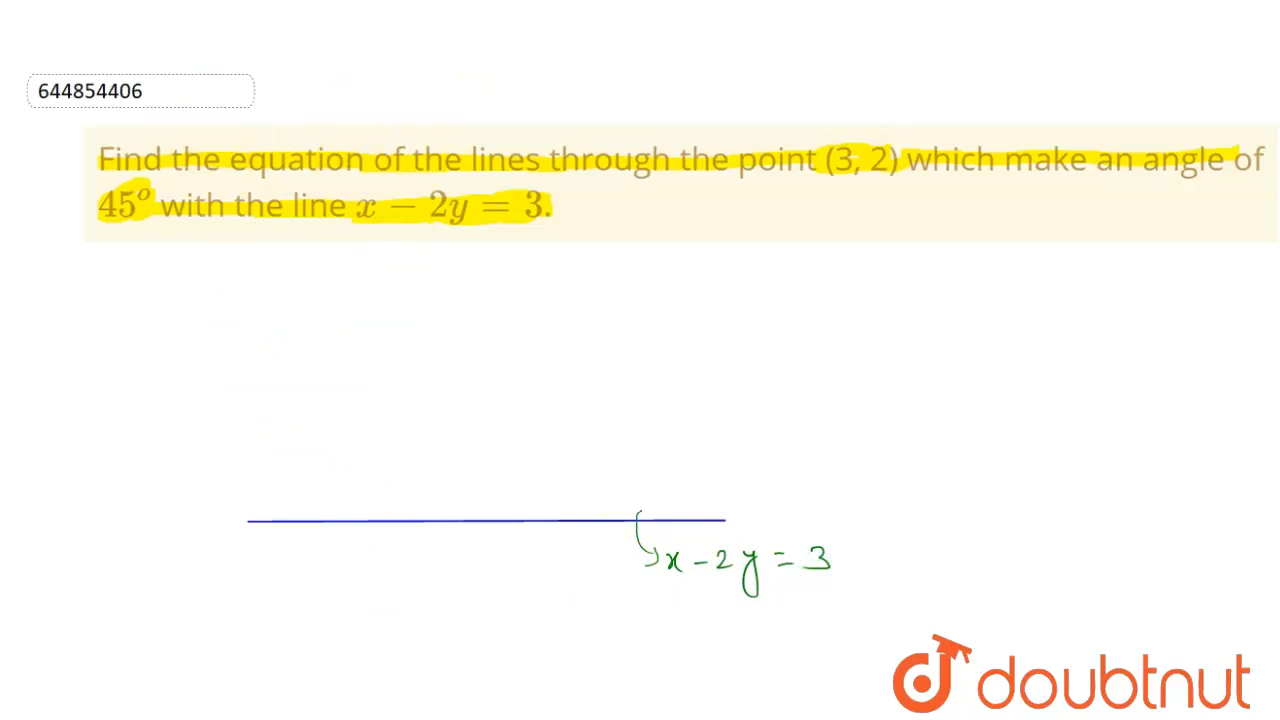 644854406
Find the equation of the lines through the point (3, 2) which make an angle of
45° with the line x − 2y = 3.
x − 2y = 3
doubtnut